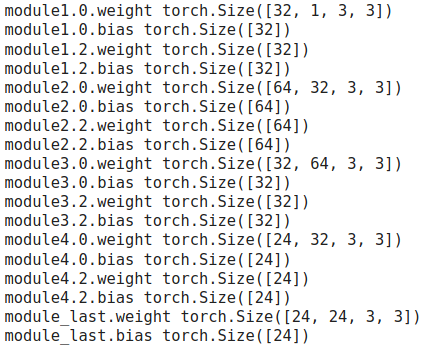 module1.0.weight torch.Size([32, 1, 3, 3])
module1.0.bias torch.Size([32])
module1.2.weight torch.Size([32])
module1.2.bias torch.Size([32])
module2.0.weight torch.Size([64, 32, 3, 3])
module2.0.bias torch.Size([64])
module2.2.weight torch.Size([64])
module2.2.bias torch.Size([64])
module3.0.weight torch.Size([32, 64, 3, 3])
module3.0.bias torch.Size([32])
module3.2.weight torch.Size([32])
module3.2.bias torch.Size([32])
module4.0.weight torch.Size([24, 32, 3, 3])
module4.0.bias torch.Size([24])
module4.2.weight torch.Size([24])
module4.2.bias torch.Size([24])
module_last.weight torch.Size([24, 24, 3, 3])
module_last.bias torch.Size([24])